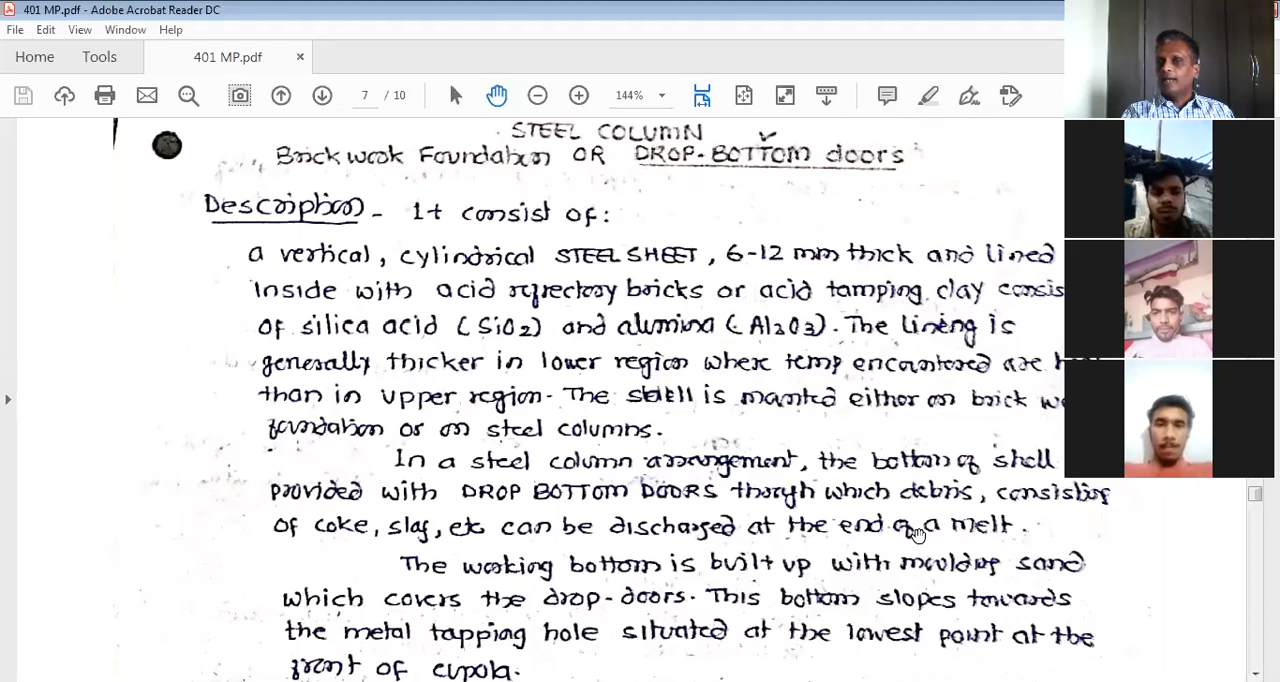 401 MP.pdf - Adobe Acrobat Reader DC
File Edit View Window Help
Home Tools 401 MP.pdf ×
7 / 10 144%
STEEL COLUMN
Brickwook Foundation OR DROP-BOTTOM doors
Description - It consist of:
a vertical, cylindrical STEEL SHEET, 6-12 mm thick and lined
inside with acid refrectory bricks or acid tamping clay consis
of silica acid (SiO2) and alumina (Al2O3). The lining is
generally thicker in lower region where temp encountered are
than in upper region. The shell is manted either on brick w
foundation or on steel columns.
In a steel column arrangement, the bottom of shell
provided with DROP BOTTOM DOORS thorgh which debris, consisting
of coke, slag, etc can be discharged at the end of a melt.
The working bottom is built up with moulding sand
which covers the drop-doors. This bottom slopes towards
the metal tapping hole situated at the lowest point at the
front of cupola.